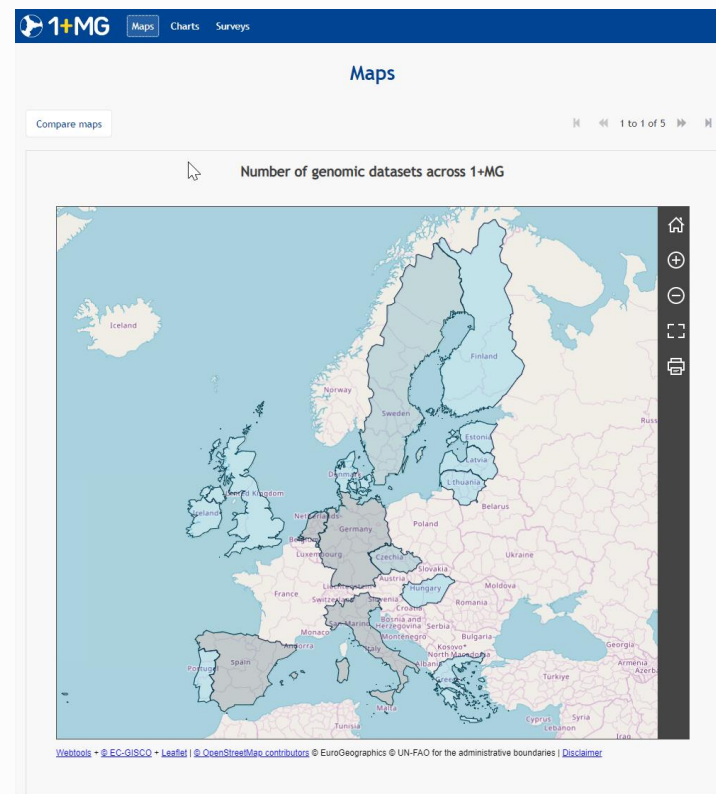 1+MG Maps Charts Surveys
Maps
Compare maps
1 to 1 of 5
Number of genomic datasets across 1+MG
Iceland
Finland
Norway
Russ
Sweden
Estonia
Latvia
Denmark
Lithuania
United Kingdom
Ireland
Belarus
Netherlands
Poland
Germany
Belgium
Ukraine
Luxembourg
Czechia
Slovakia
Austria
Liechtenstein
Moldova
Hungary
France
Switzerland
Slovenia
Romania
Croatia
San Marino
Bosnia and
Herzegovina
Serbia
Monaco
Montenegro
Bulgaria
Georgia
Andorra
Italy
Kosovo*
North Macedonia
Spain
Portugal
Albania
Armenia
Azerb
Greece
Türkiye
Malta
Cyprus
Syria
Tunisia
Lebanon
Iraq
Webtools + © EC-GISCO + Leaflet | © OpenStreetMap contributors © EuroGeographics © UN-FAO for the administrative boundaries | Disclaimer